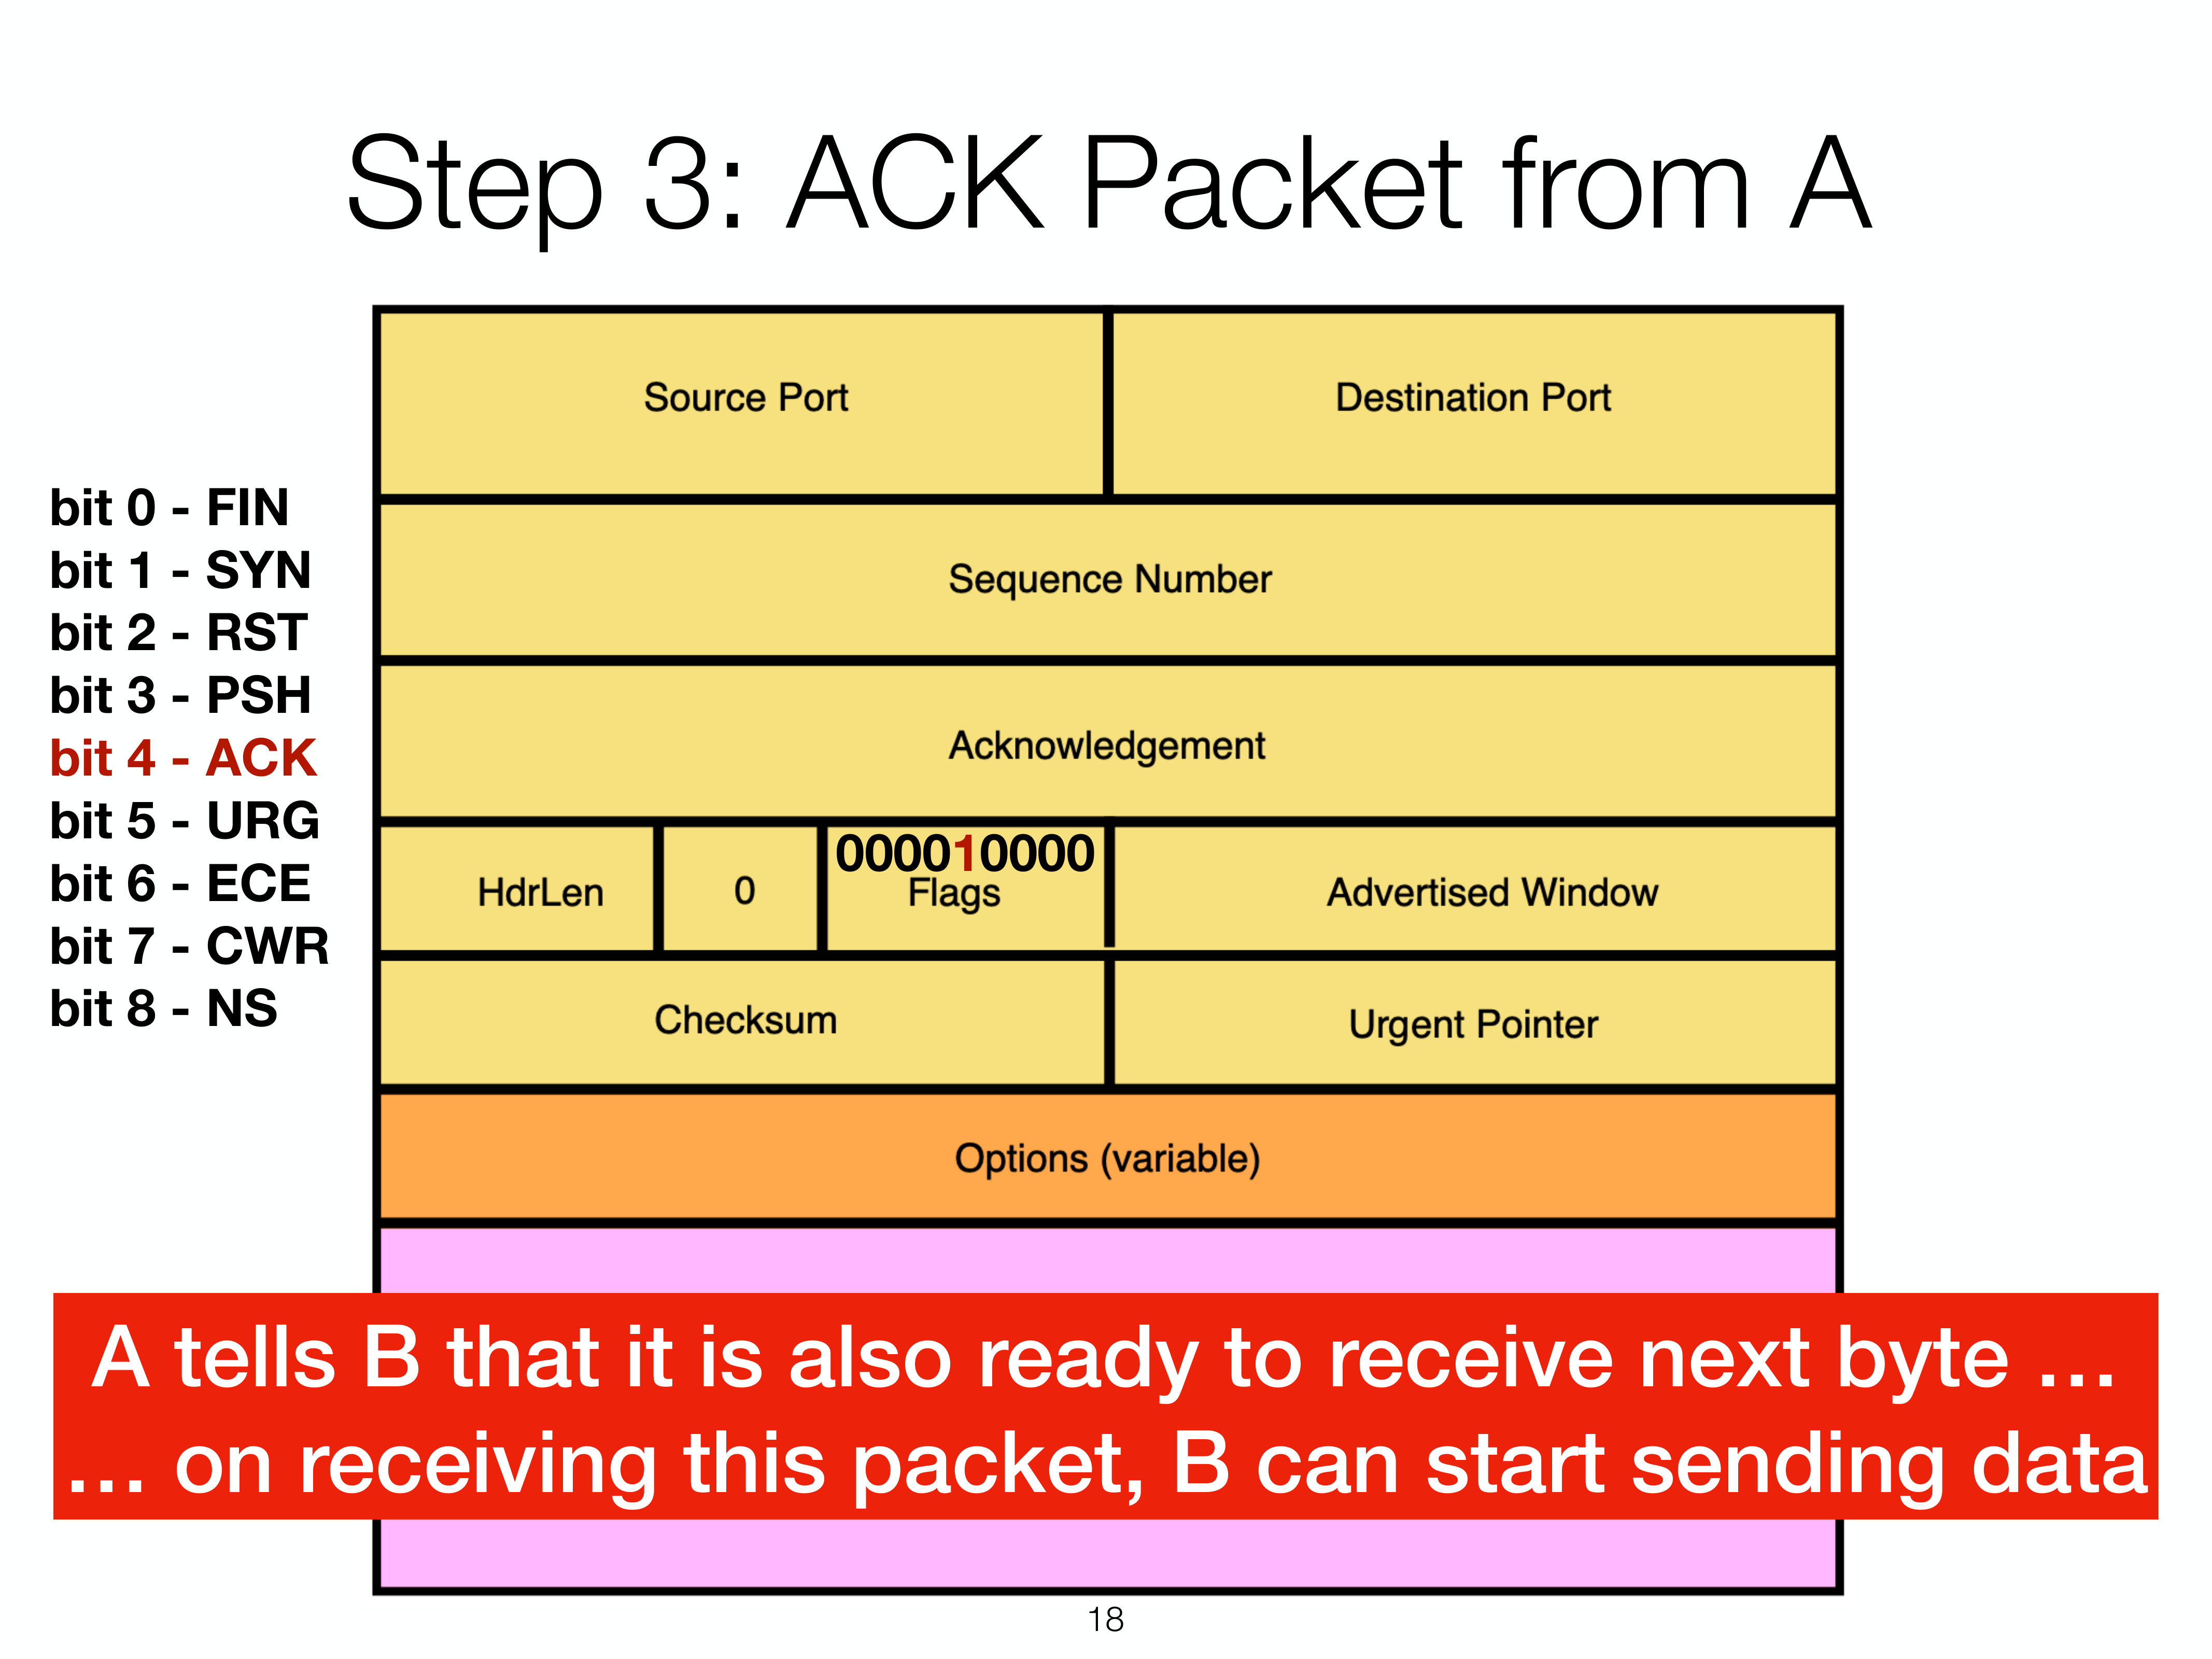 Step 3: ACK Packet from A
Source Port
Destination Port
bit 0 - FIN
bit 1 - SYN
bit 2 - RST
bit 3 - PSH
bit 4 - ACK
bit 5 - URG
bit 6 - ECE
bit 7 - CWR
bit 8 - NS
Sequence Number
Acknowledgement
HdrLen
0
000010000
Flags
Advertised Window
Checksum
Urgent Pointer
Options (variable)
A tells B that it is also ready to receive next byte ...
... on receiving this packet, B can start sending data
18